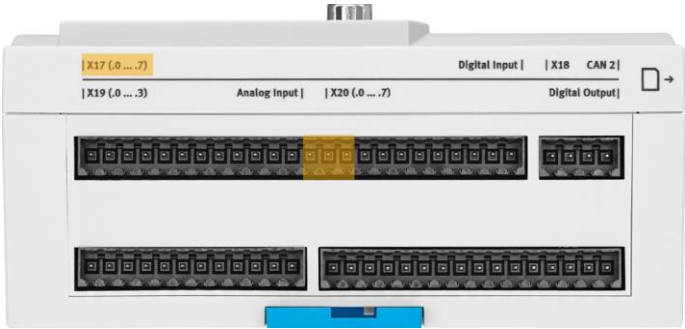 |X17 (.0 ... .7) Digital Input| |X18 CAN 2|
|X19 (.0 ... .3) Analog Input| |X20 (.0 ... .7) Digital Output|